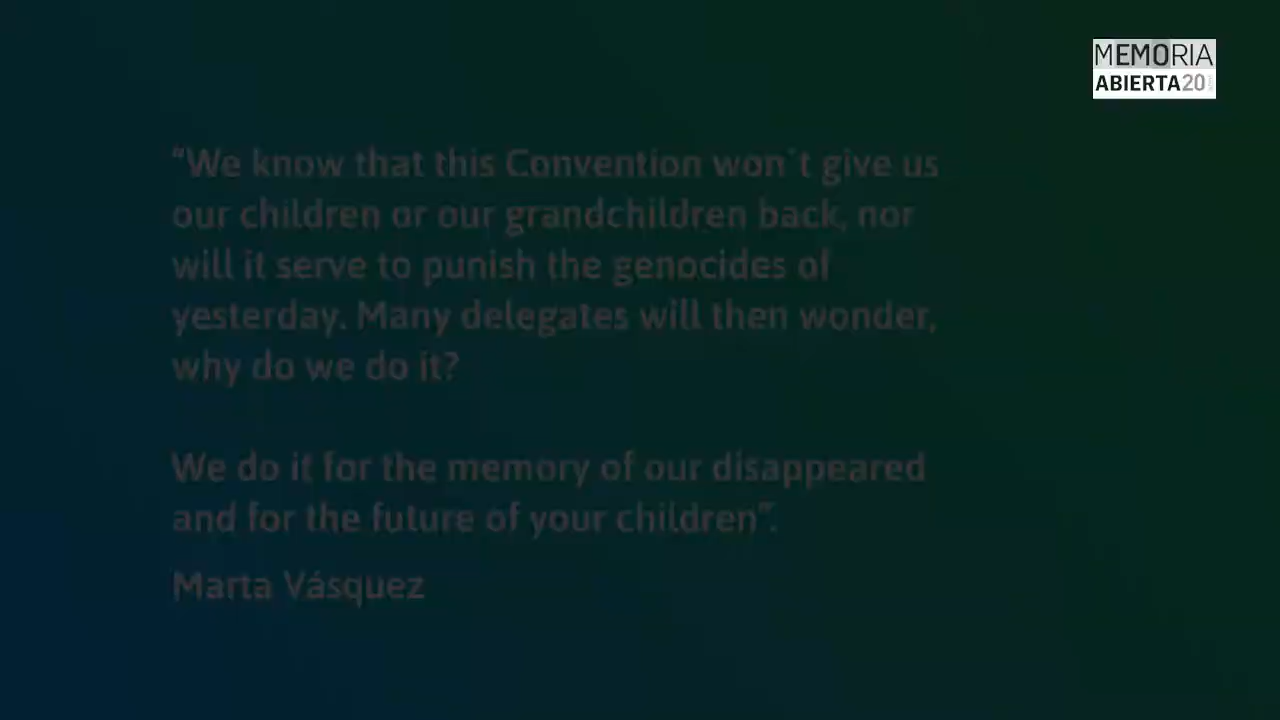 MEMORIA
ABIERTA20
“We know that this Convention won´t give us
our children or our grandchildren back, nor
will it serve to punish the genocides of
yesterday. Many delegates will then wonder,
why do we do it?
We do it for the memory of our disappeared
and for the future of your children”.
Marta Vásquez